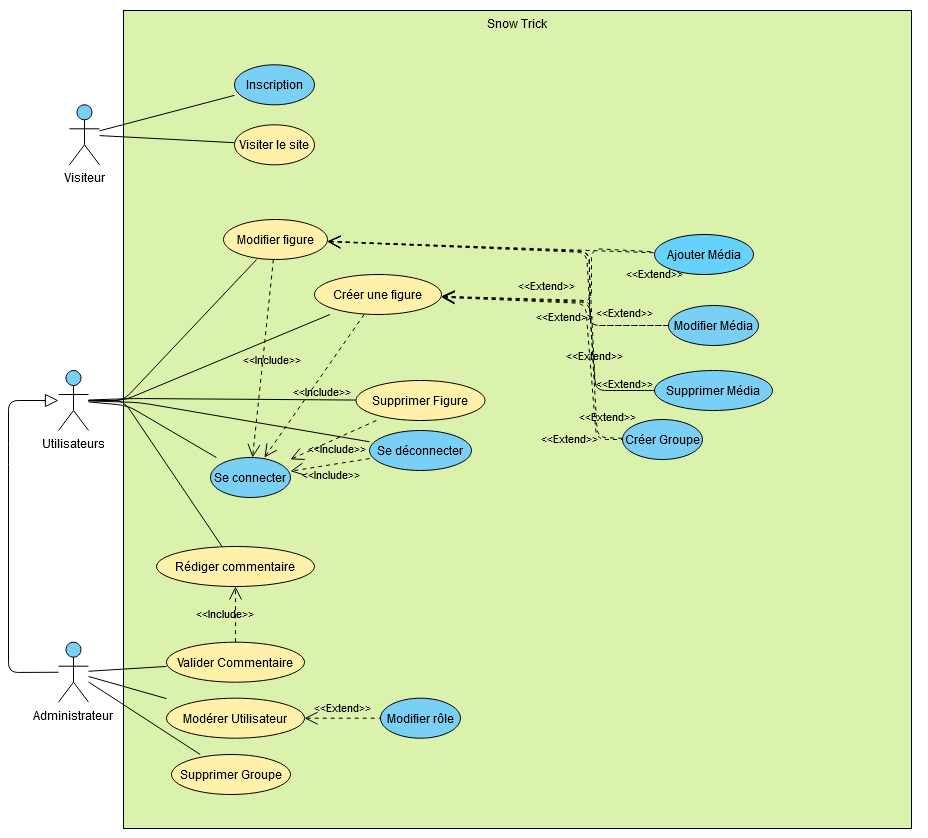 Snow Trick
Inscription
Visiter le site
Visiteur
Modifier figure
Ajouter Média
<<Extend>>
<<Extend>>
Créer une figure
<<Extend>>
<<Extend>>
Modifier Média
<<Include>>
<<Extend>>
<<Extend>>
Supprimer Média
<<Include>>
Supprimer Figure
<<Extend>>
Utilisateurs
<<Extend>>
Créer Groupe
<<Include>>
Se déconnecter
<<Include>>
Se connecter
Rédiger commentaire
<<Include>>
Valider Commentaire
Administrateur
<<Extend>>
Modérer Utilisateur
Modifier rôle
Supprimer Groupe